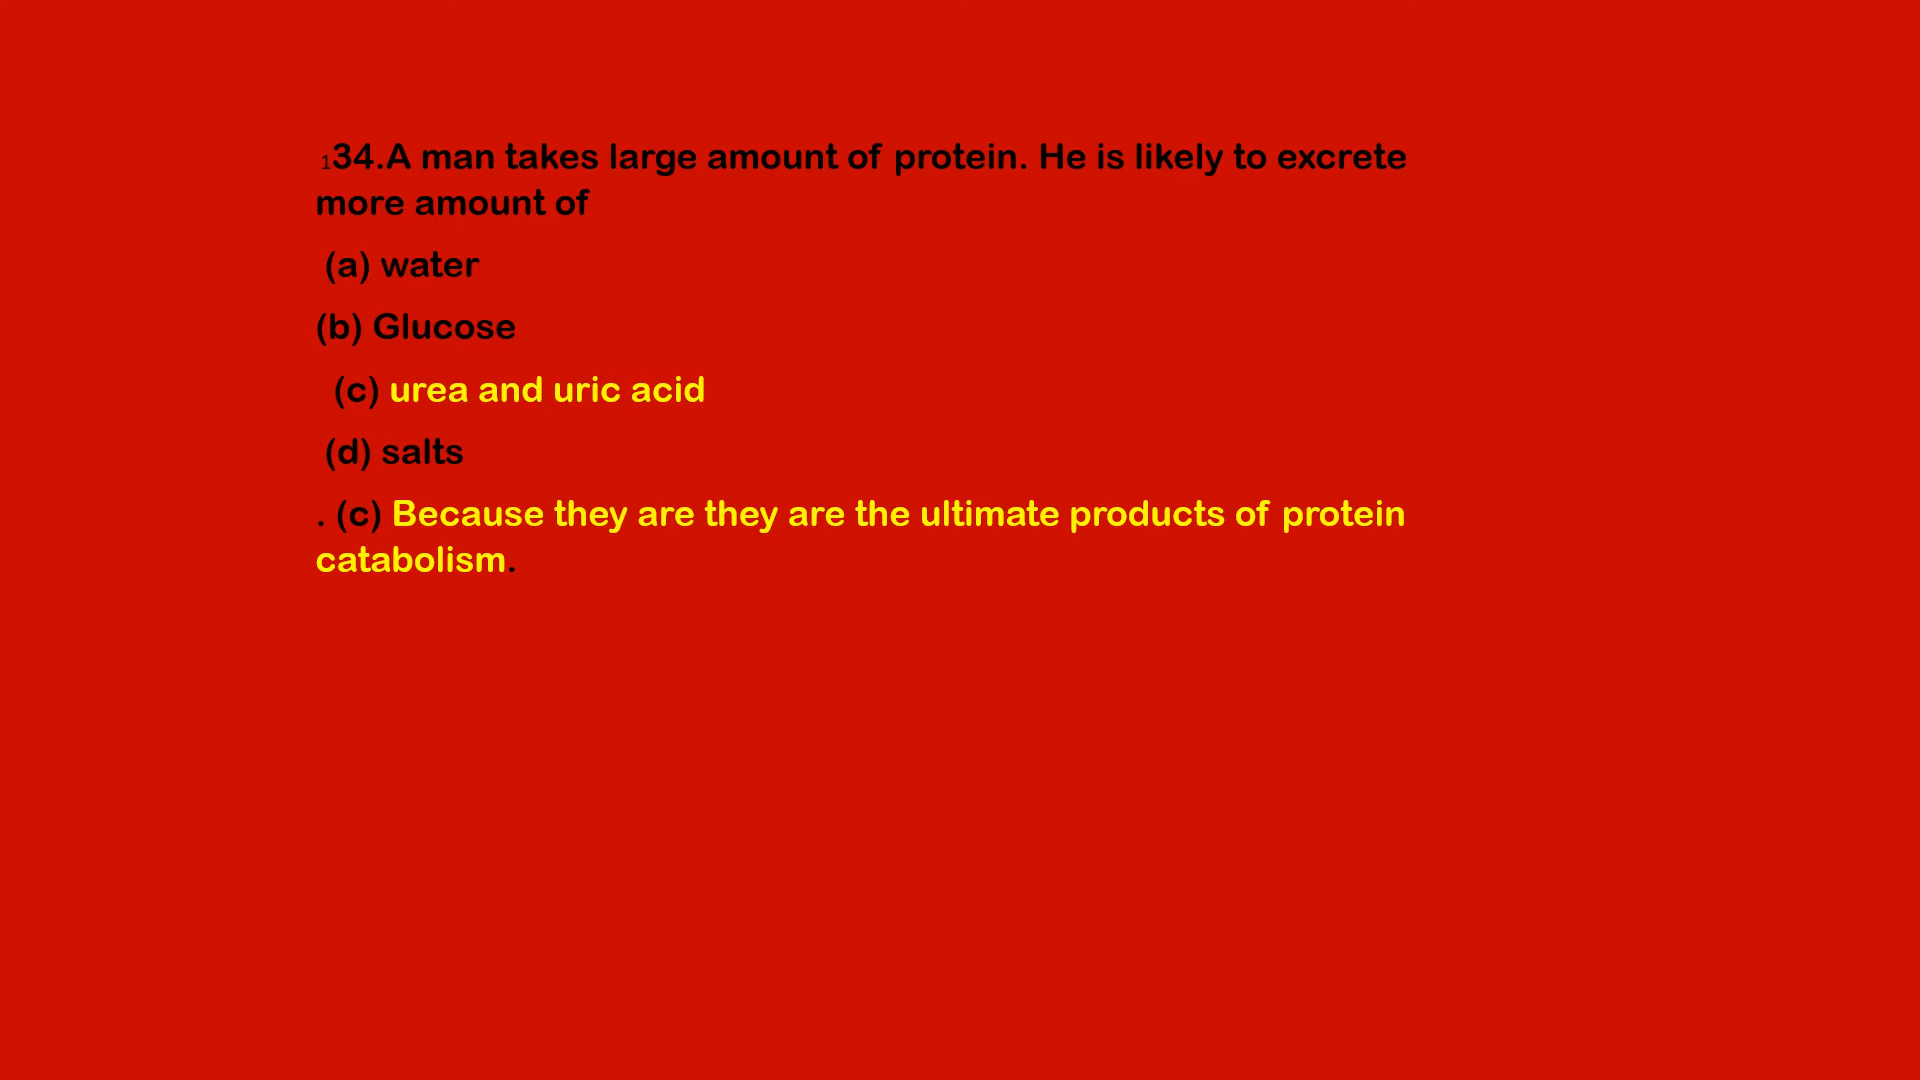 134.A man takes large amount of protein. He is likely to excrete
more amount of
(a) water
(b) Glucose
(c) urea and uric acid
(d) salts
. (c) Because they are they are the ultimate products of protein
catabolism.